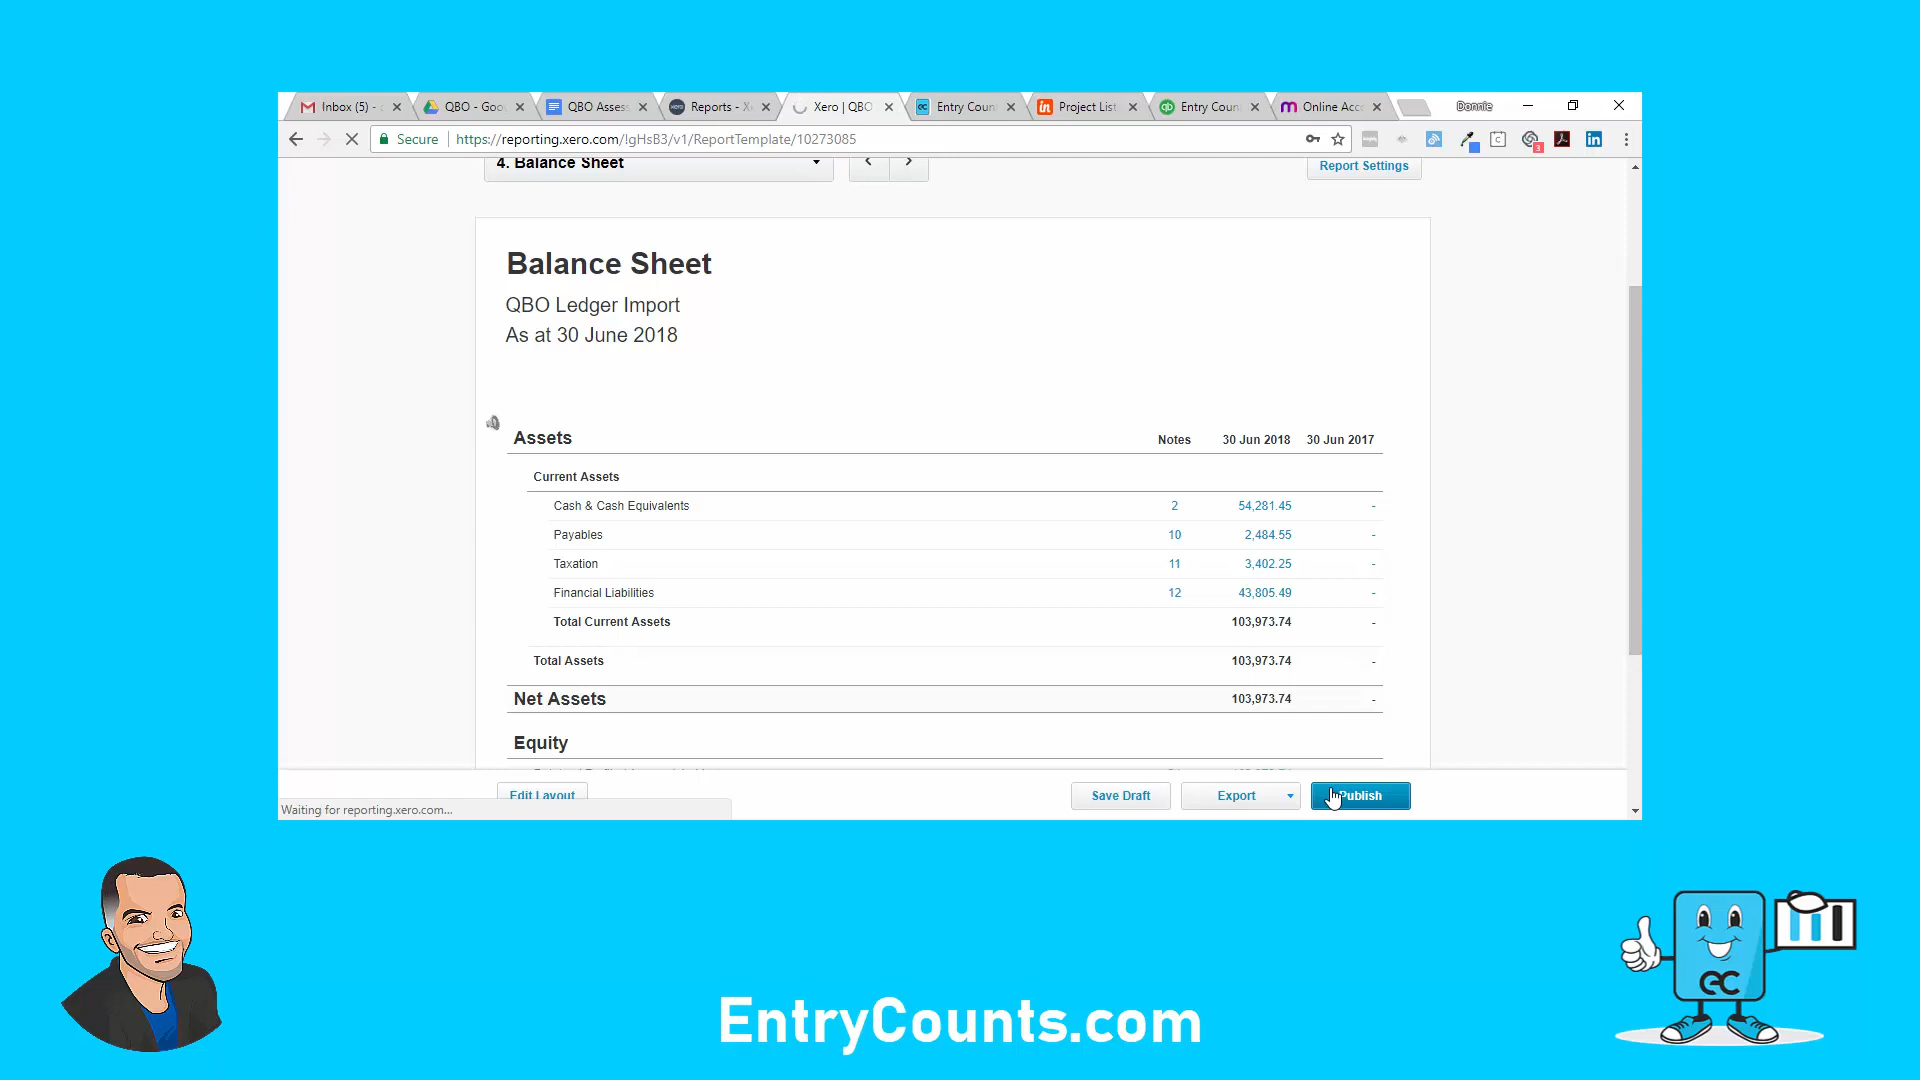 Inbox (5) -
QBO - Goo
QBO Assess
Reports - X
Xero | QBO
Entry Coun
Project List
Entry Coun
Online Acc
Donnie
Secure
https://reporting.xero.com/!gHsB3/v1/ReportTemplate/10273085
4. Balance Sheet
Report Settings
Balance Sheet
QBO Ledger Import
As at 30 June 2018
Assets Notes 30 Jun 2018 30 Jun 2017
Current Assets
Cash & Cash Equivalents 2 54,281.45 -
Payables 10 2,484.55 -
Taxation 11 3,402.25 -
Financial Liabilities 12 43,805.49 -
Total Current Assets 103,973.74 -
Total Assets 103,973.74 -
Net Assets 103,973.74 -
Equity
Edit Layout
Save Draft
Export
Publish
Waiting for reporting.xero.com...
ec
EntryCounts.com